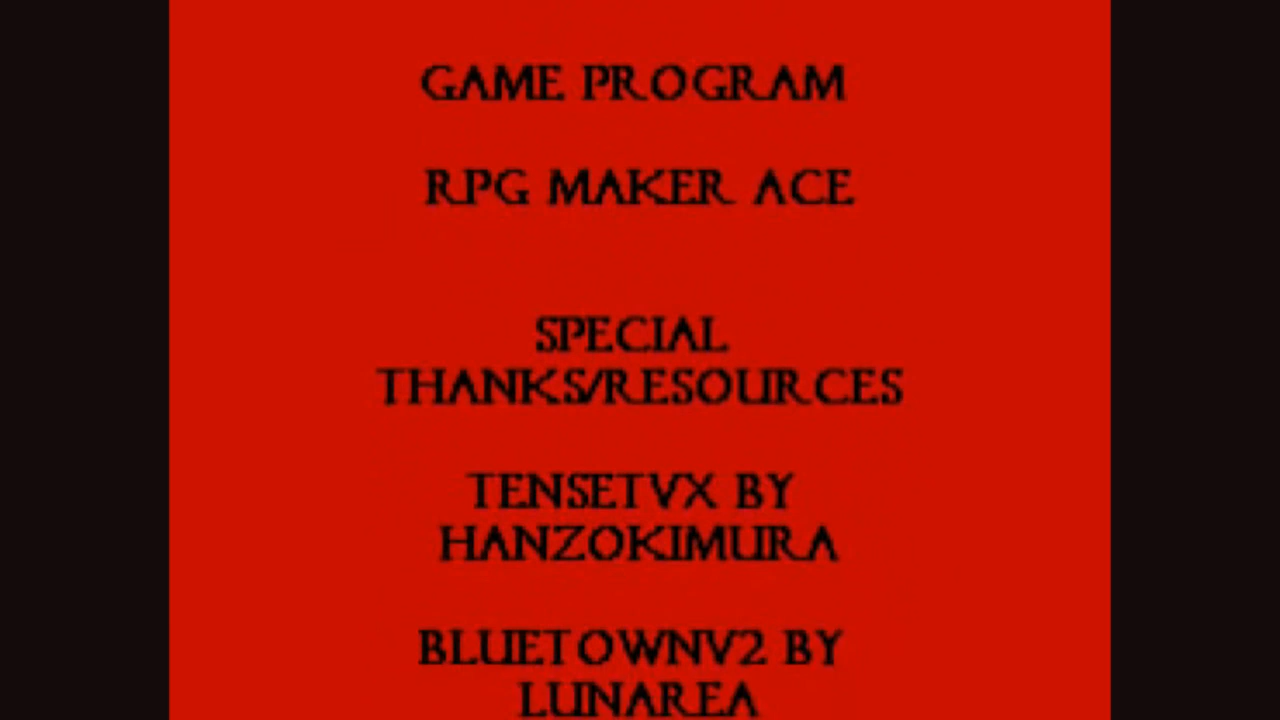 GAME PROGRAM
RPG MAKER ACE
SPECIAL
THANKS/RESOURCES
TENSETVX BY
HANZOKIMURA
BLUETOWNV2 BY
LUNAREA